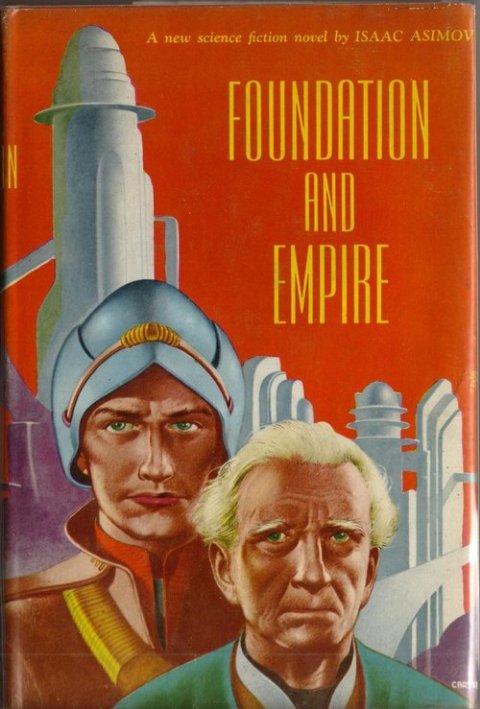 A new science fiction novel by ISAAC ASIMOV
FOUNDATION
AND
EMPIRE
N